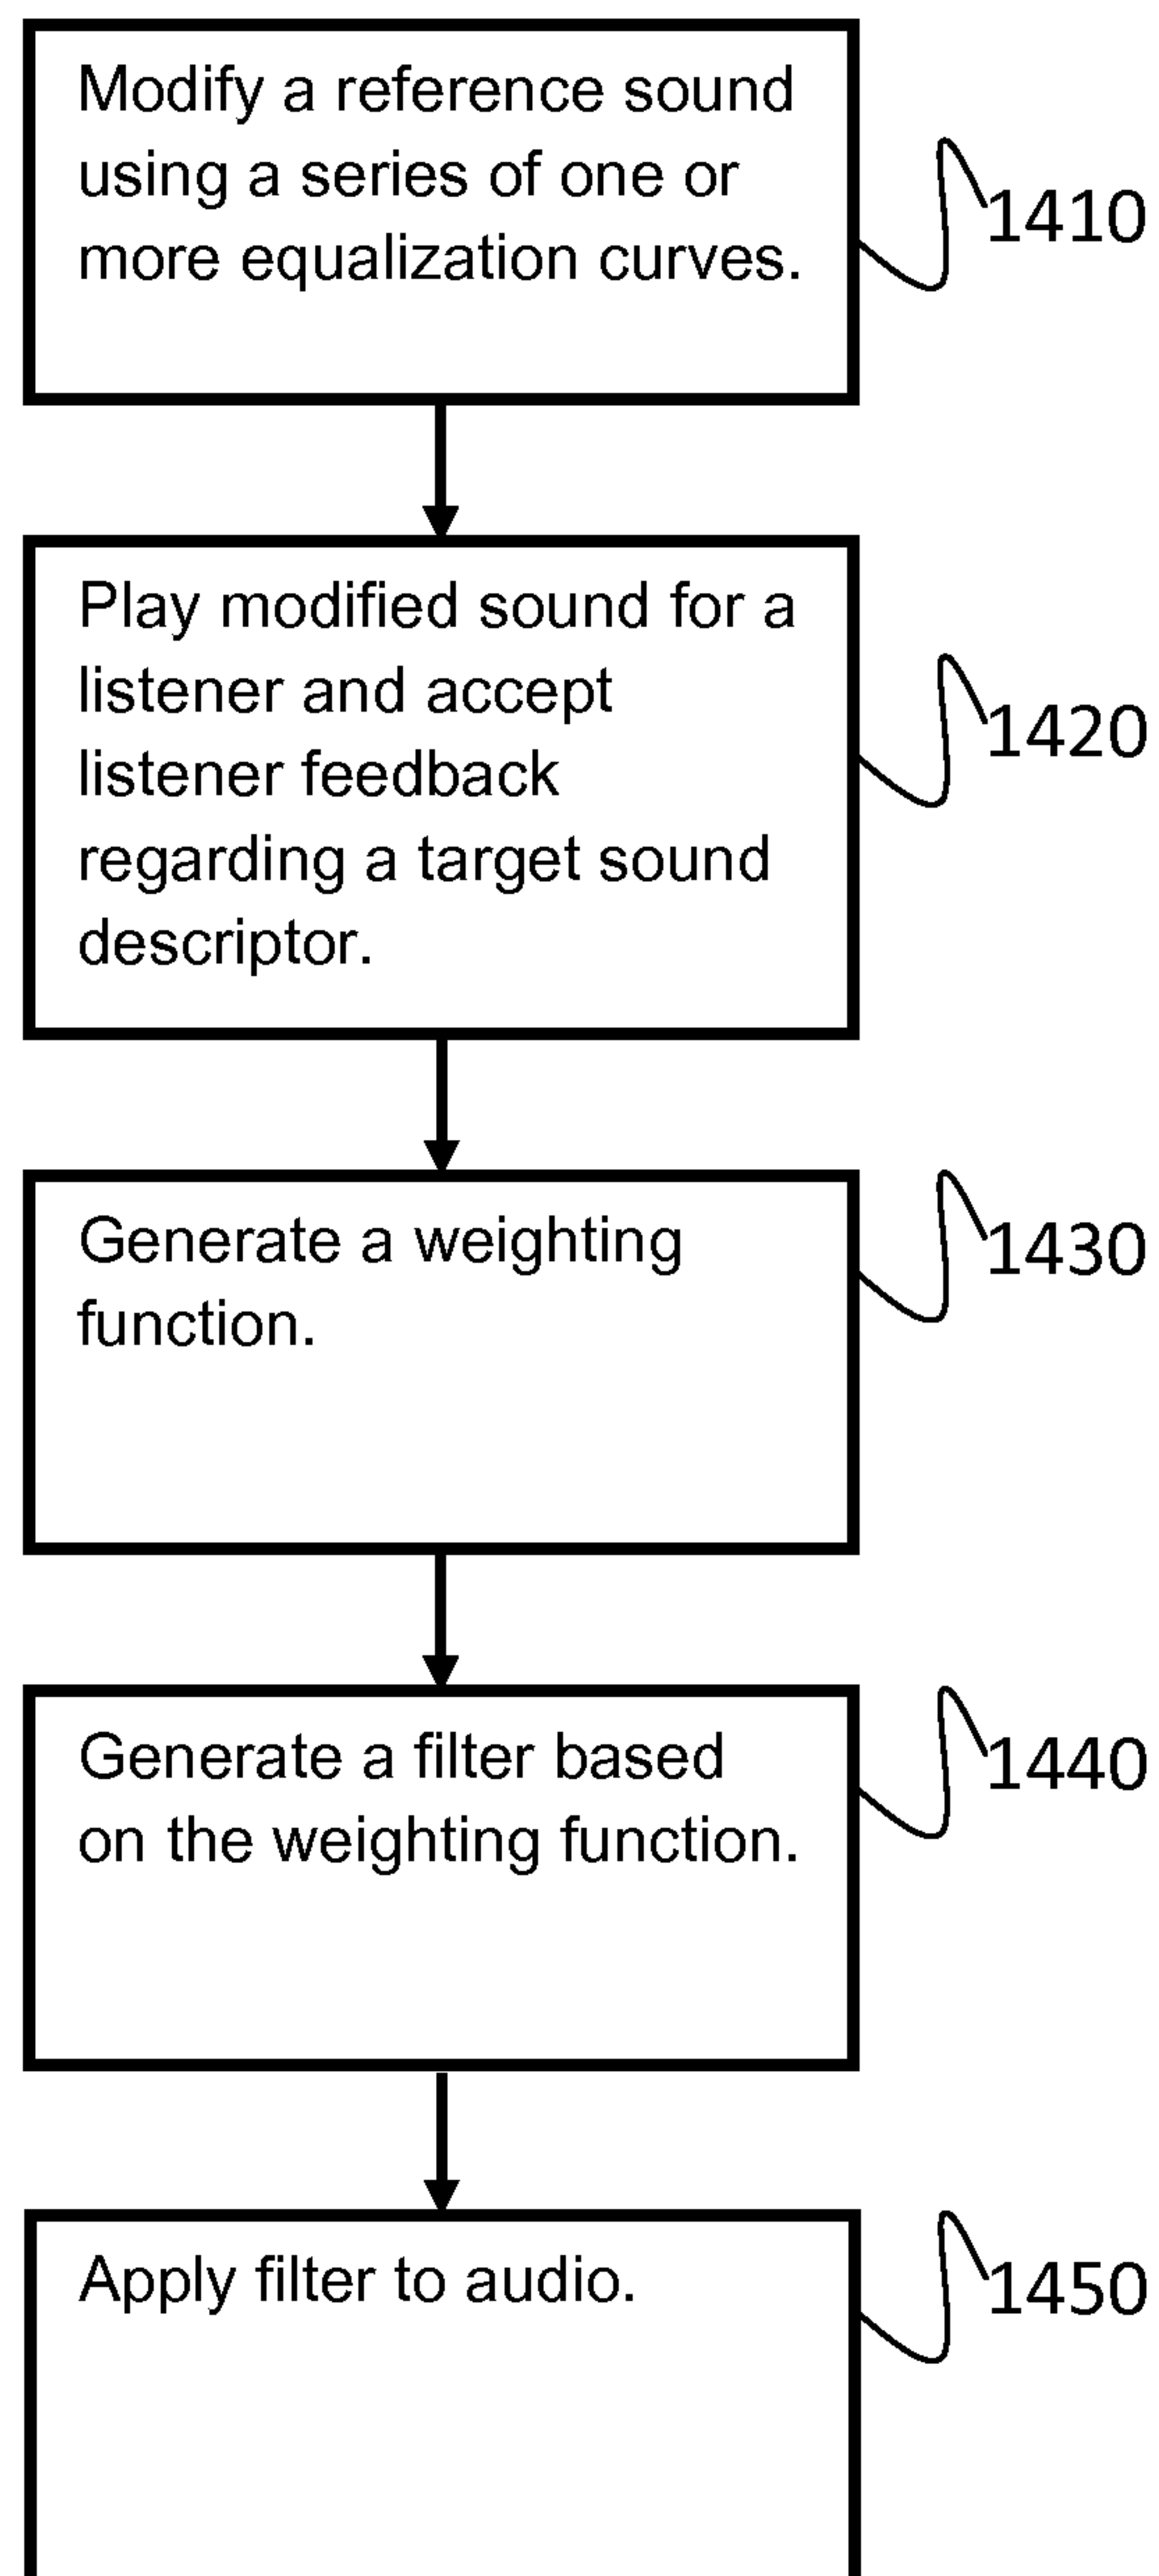 Modify a reference sound
using a series of one or
more equalization curves.
1410
Play modified sound for a
listener and accept
listener feedback
regarding a target sound
descriptor.
1420
Generate a weighting
function.
1430
Generate a filter based
on the weighting function.
1440
Apply filter to audio.
1450